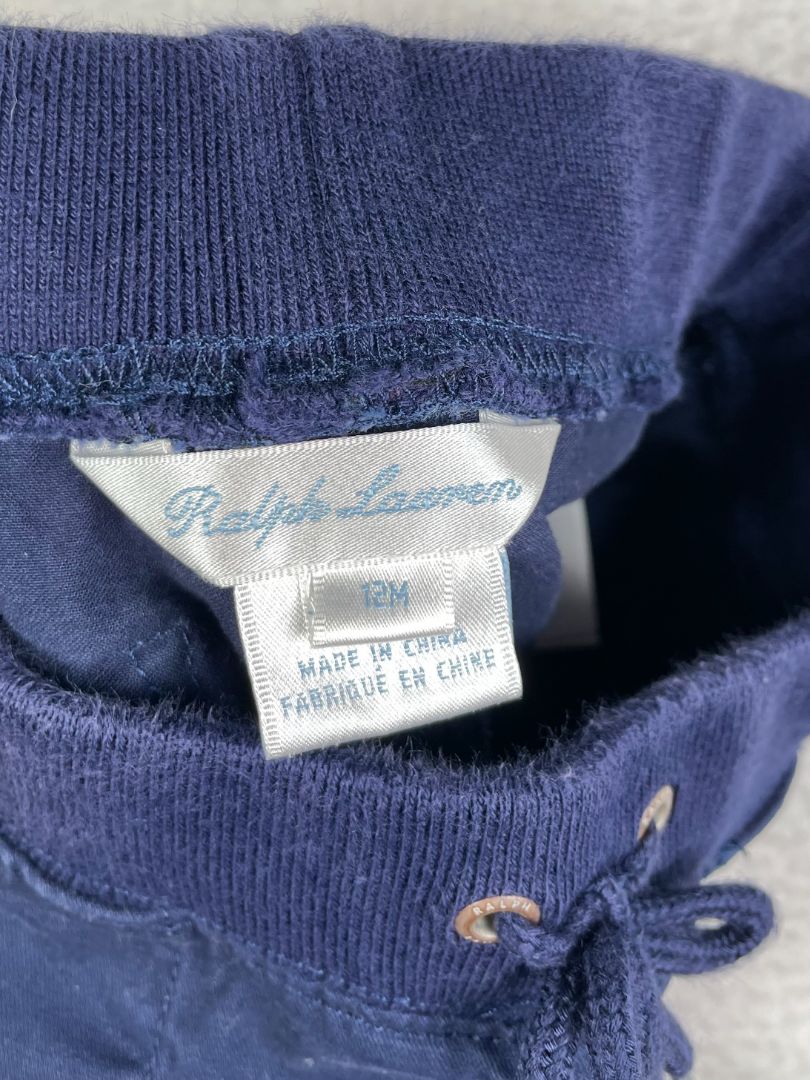 Ralph Lauren
12M
MADE IN CHINA
FABRIQUÉ EN CHINE
RALPH